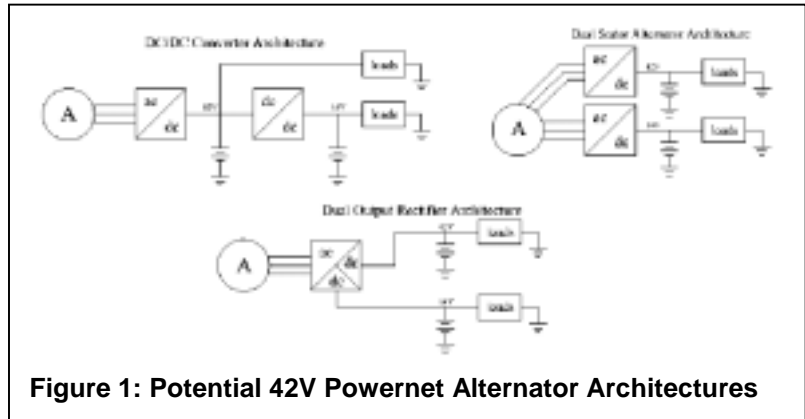 DC/DC Converter Architecture
A
ac
dc
42V
dc
dc
14V
loads
loads
Dual Stator Alternator Architecture
A
ac
dc
42V
loads
ac
dc
14V
loads
Dual Output Rectifier Architecture
A
ac
dc
dc
42V
loads
14V
loads
Figure 1: Potential 42V Powernet Alternator Architectures